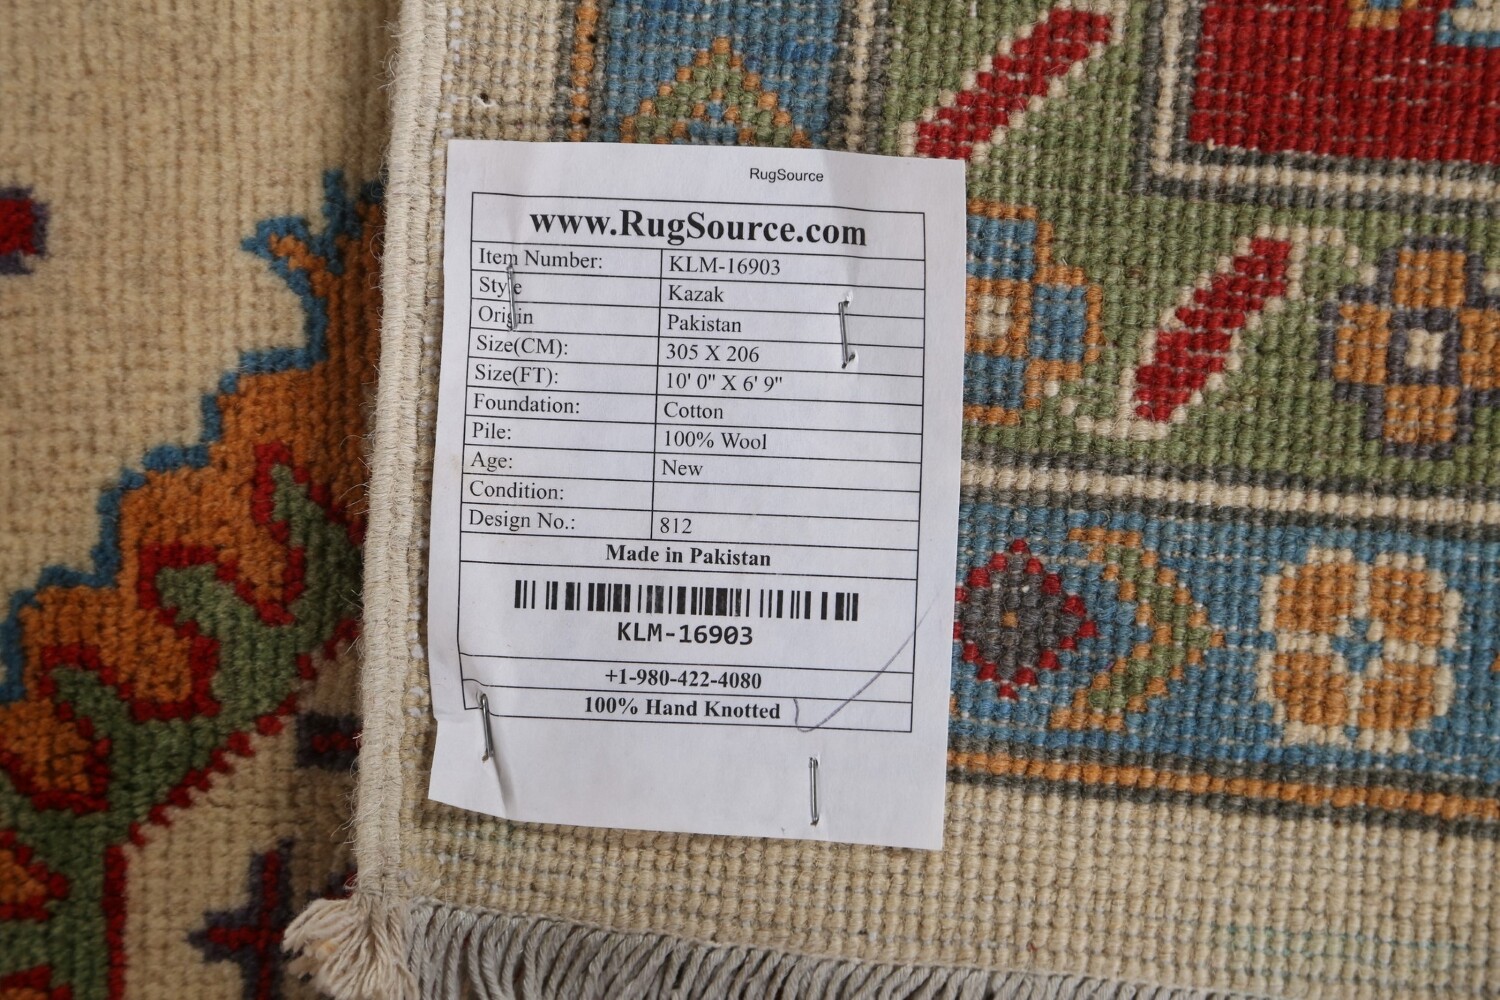 RugSource
www.RugSource.com
Item Number: KLM-16903
Style Kazak
Origin Pakistan
Size(CM): 305 X 206
Size(FT): 10' 0" X 6' 9"
Foundation: Cotton
Pile: 100% Wool
Age: New
Condition:
Design No.: 812
Made in Pakistan
KLM-16903
+1-980-422-4080
100% Hand Knotted